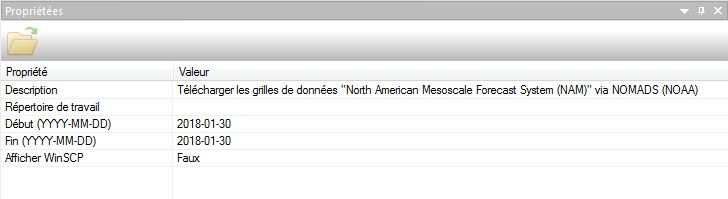 Propriétées
Propriété Valeur
Description Télécharger les grilles de données "North American Mesoscale Forecast System (NAM)" via NOMADS (NOAA)
Répertoire de travail
Début (YYYY-MM-DD) 2018-01-30
Fin (YYYY-MM-DD) 2018-01-30
Afficher WinSCP Faux